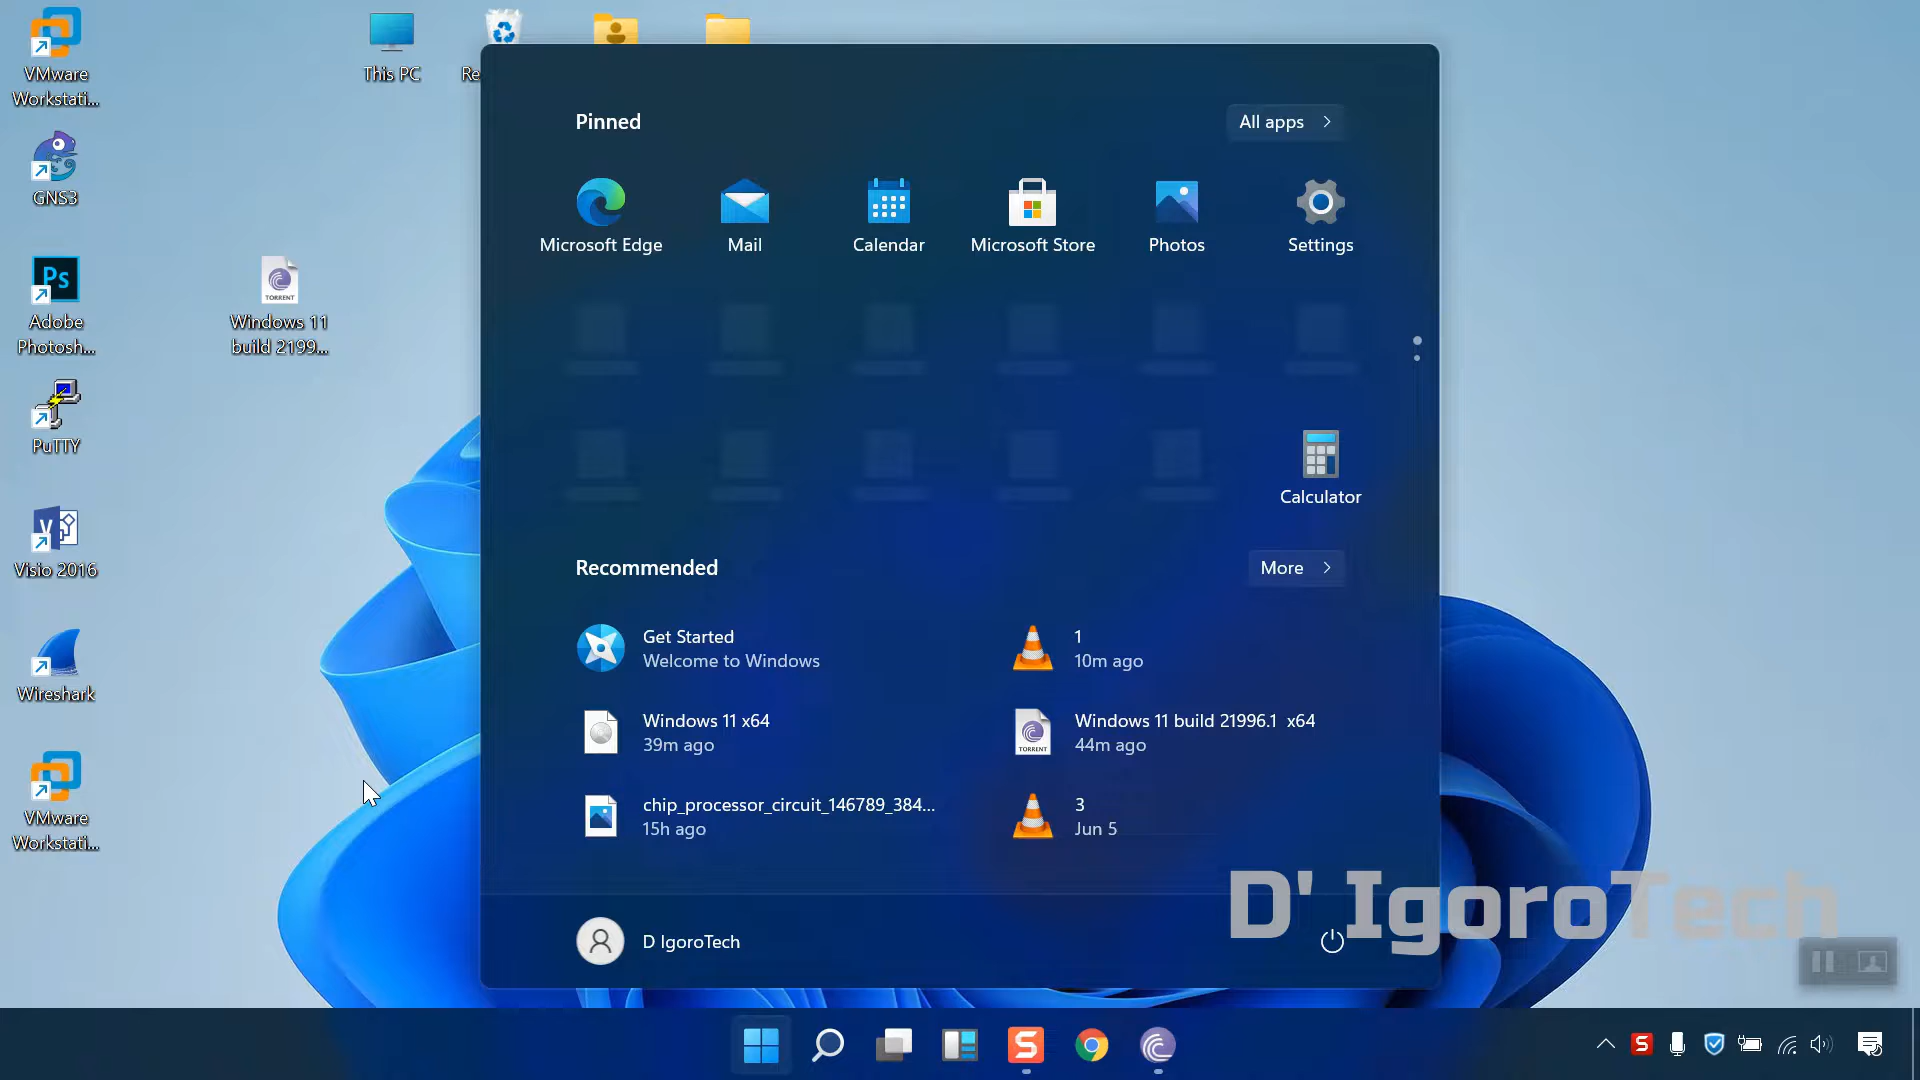 VMware
Workstati...
GNS3
Adobe
Photosh...
PuTTY
Visio 2016
Wireshark
VMware
Workstati...
This PC
Re
Windows 11
build 2199...
TORRENT
Ps
Pinned
All apps
Microsoft Edge
Mail
Calendar
Microsoft Store
Photos
Settings
Calculator
Recommended
More
Get Started
Welcome to Windows
1
10m ago
Windows 11 x64
39m ago
TORRENT
Windows 11 build 21996.1 x64
44m ago
chip_processor_circuit_146789_384...
15h ago
3
Jun 5
D IgoroTech
D' IgoroTech